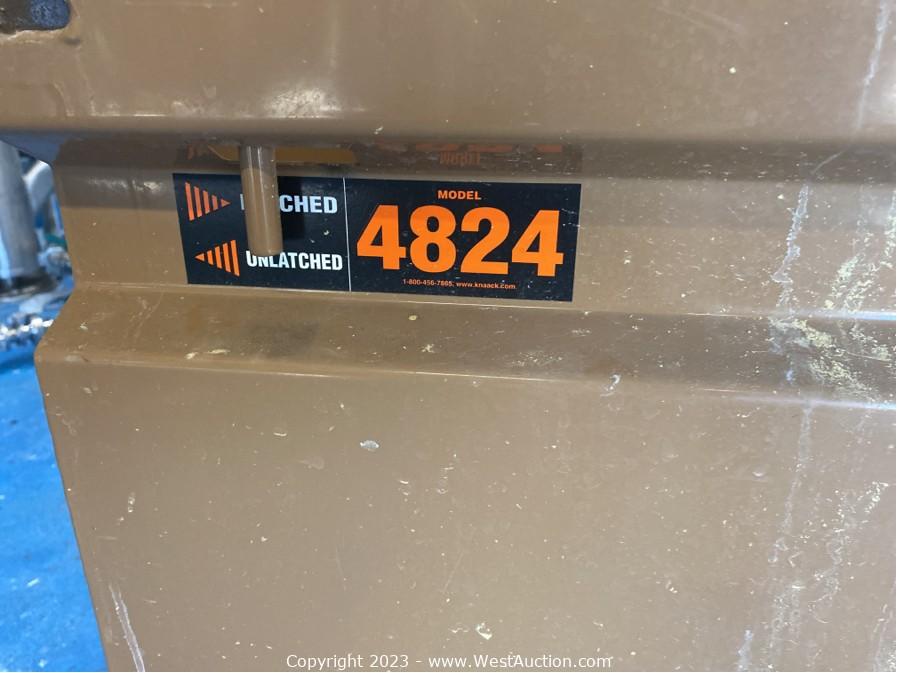 MODEL
4824
UNLATCHED
1-800-456-7865, www.knaack.com
Copyright 2023 - www.WestAuction.com